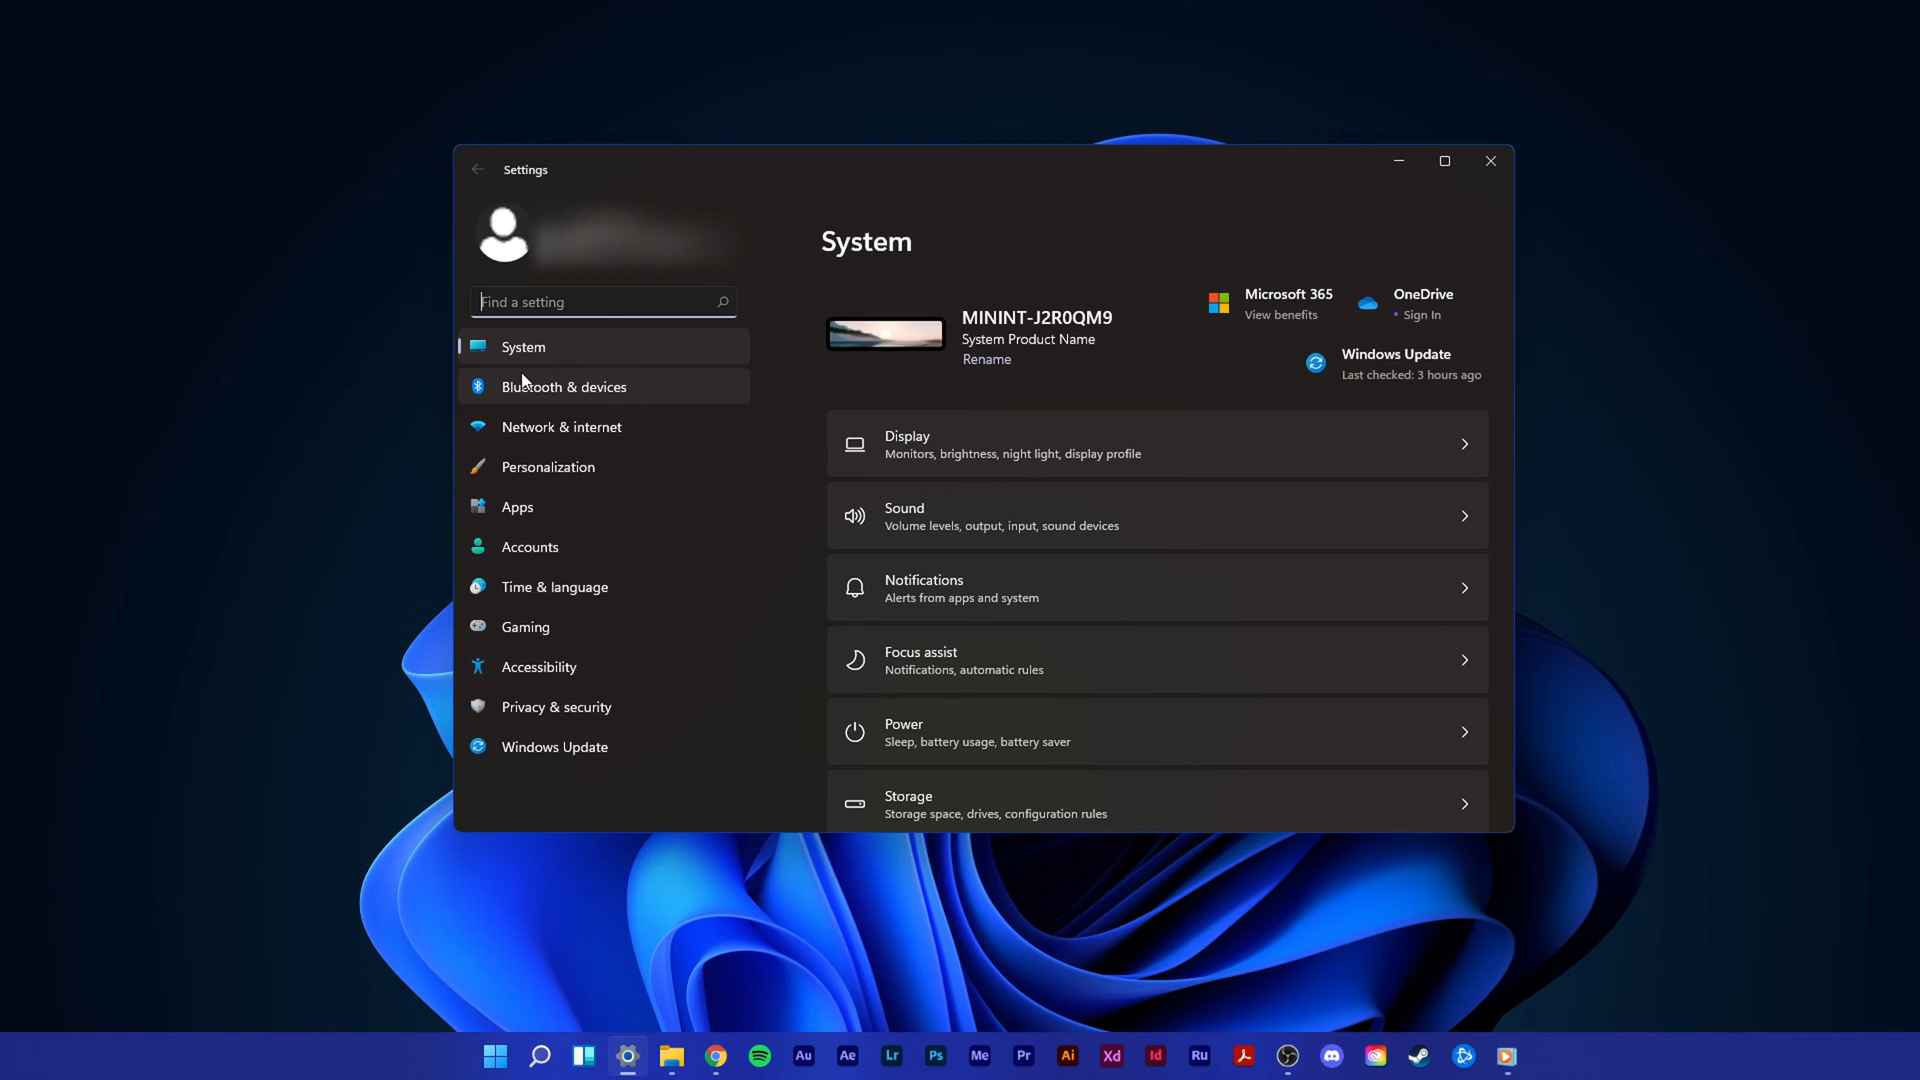 Settings
Find a setting
System
Bluetooth & devices
Network & internet
Personalization
Apps
Accounts
Time & language
Gaming
Accessibility
Privacy & security
Windows Update
System
MININT-J2R0QM9
System Product Name
Rename
Microsoft 365
View benefits
OneDrive
• Sign In
Windows Update
Last checked: 3 hours ago
Display
Monitors, brightness, night light, display profile
Sound
Volume levels, output, input, sound devices
Notifications
Alerts from apps and system
Focus assist
Notifications, automatic rules
Power
Sleep, battery usage, battery saver
Storage
Storage space, drives, configuration rules
Au Ae Lr Ps Me Pr Ai Xd Id Ru